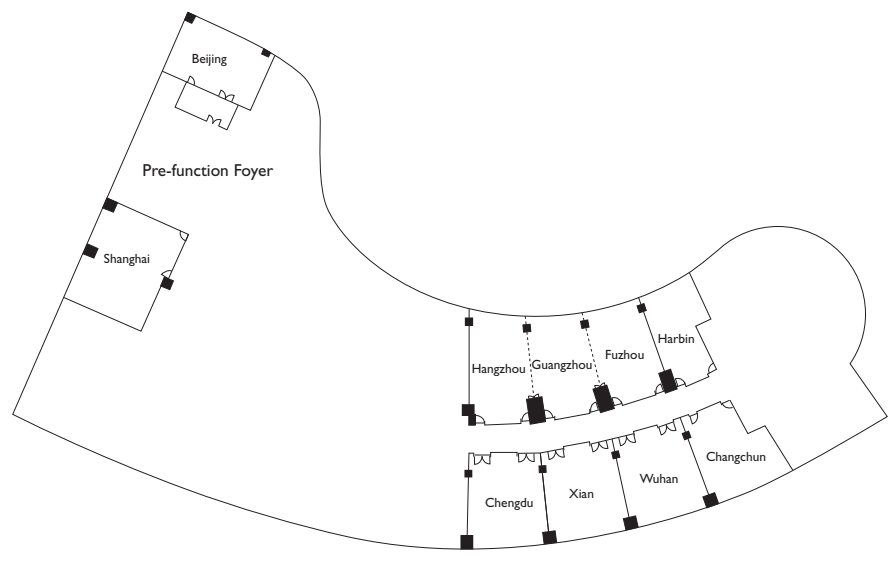 Beijing
Pre-function Foyer
Shanghai
Hangzhou
Guangzhou
Fuzhou
Harbin
Chengdu
Xian
Wuhan
Changchun